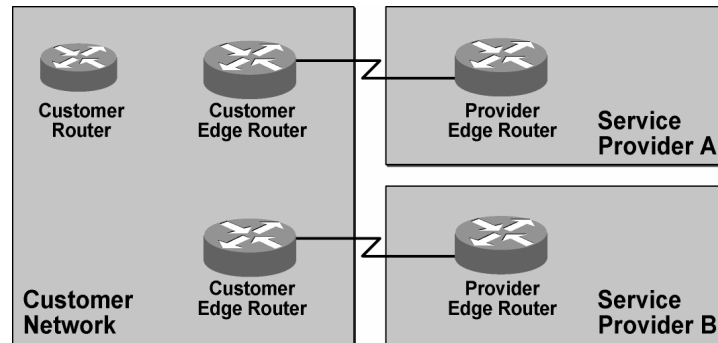 Customer
Router
Customer
Edge Router
Provider
Edge Router
Service
Provider A
Customer
Edge Router
Provider
Edge Router
Customer
Network
Service
Provider B